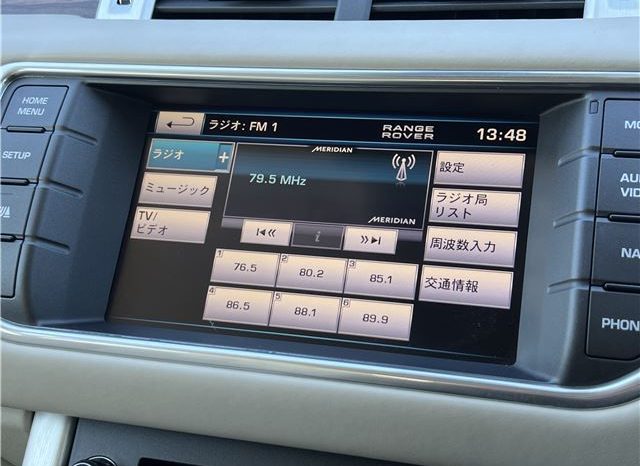 HOME
MENU
SETUP
ラジオ: FM 1
RANGE
ROVER
13:48
ラジオ +
MERIDIAN
79.5 MHz
MERIDIAN
設定
ミュージック
ラジオ局
リスト
TV/
ビデオ
i
周波数入力
交通情報
1 76.5
2 80.2
3 85.1
4 86.5
5 88.1
6 89.9
AUD
VID
NA
PHON